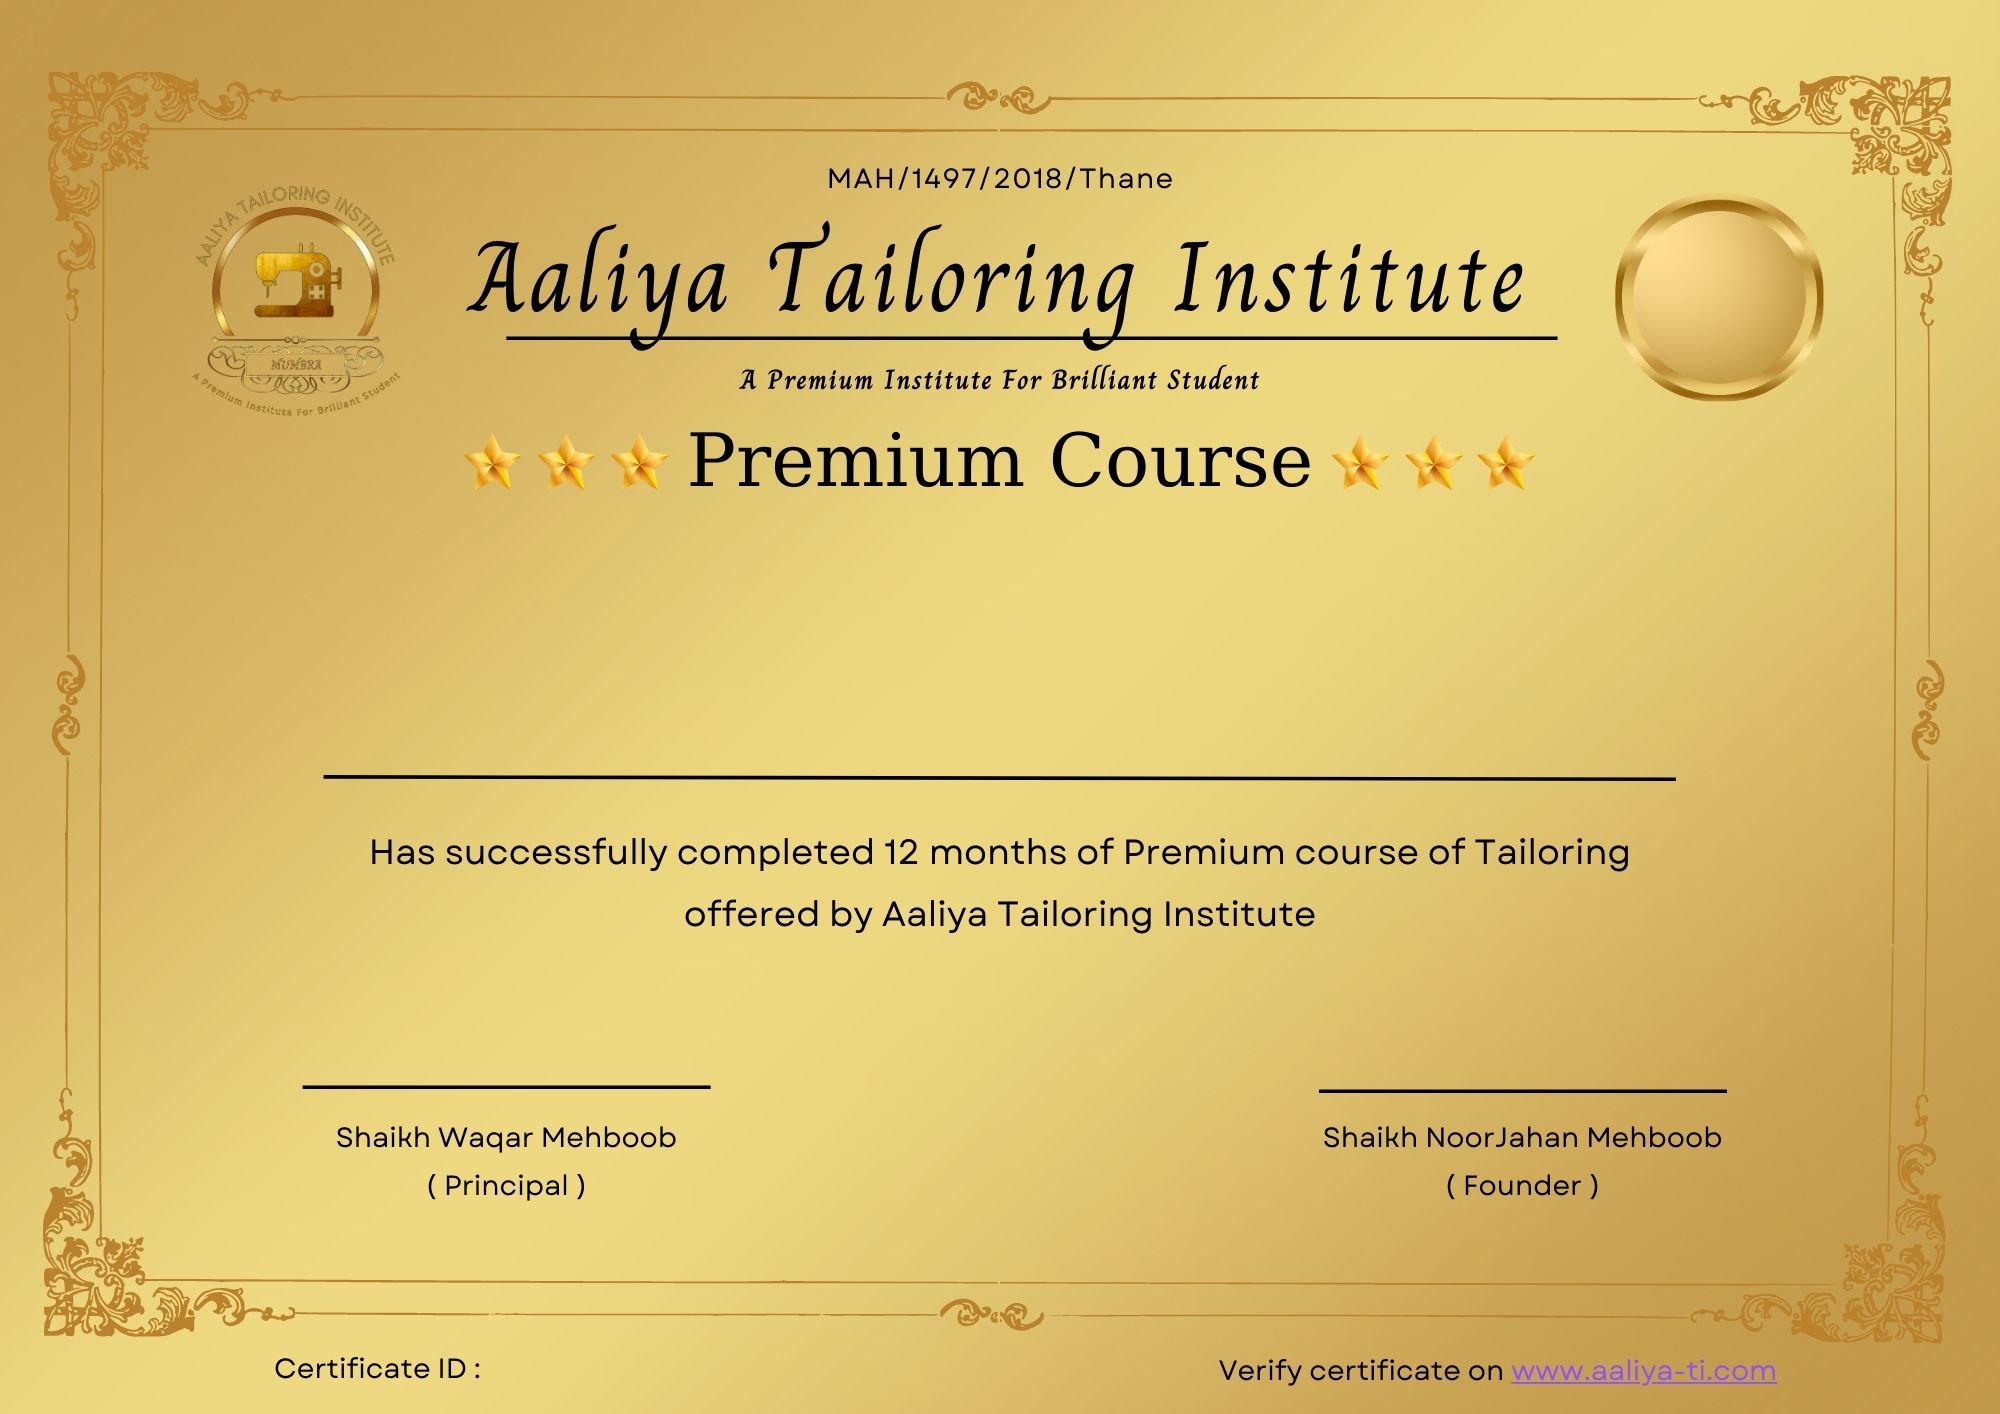 MAH/1497/2018/Thane
AALIYA TAILORING INSTITUTE
MUMBRA
A Premium Institute For Brilliant Student
Aaliya Tailoring Institute
A Premium Institute For Brilliant Student
Premium Course
Has successfully completed 12 months of Premium course of Tailoring
offered by Aaliya Tailoring Institute
Shaikh Waqar Mehboob
( Principal )
Shaikh NoorJahan Mehboob
( Founder )
Certificate ID :
Verify certificate on www.aaliya-ti.com